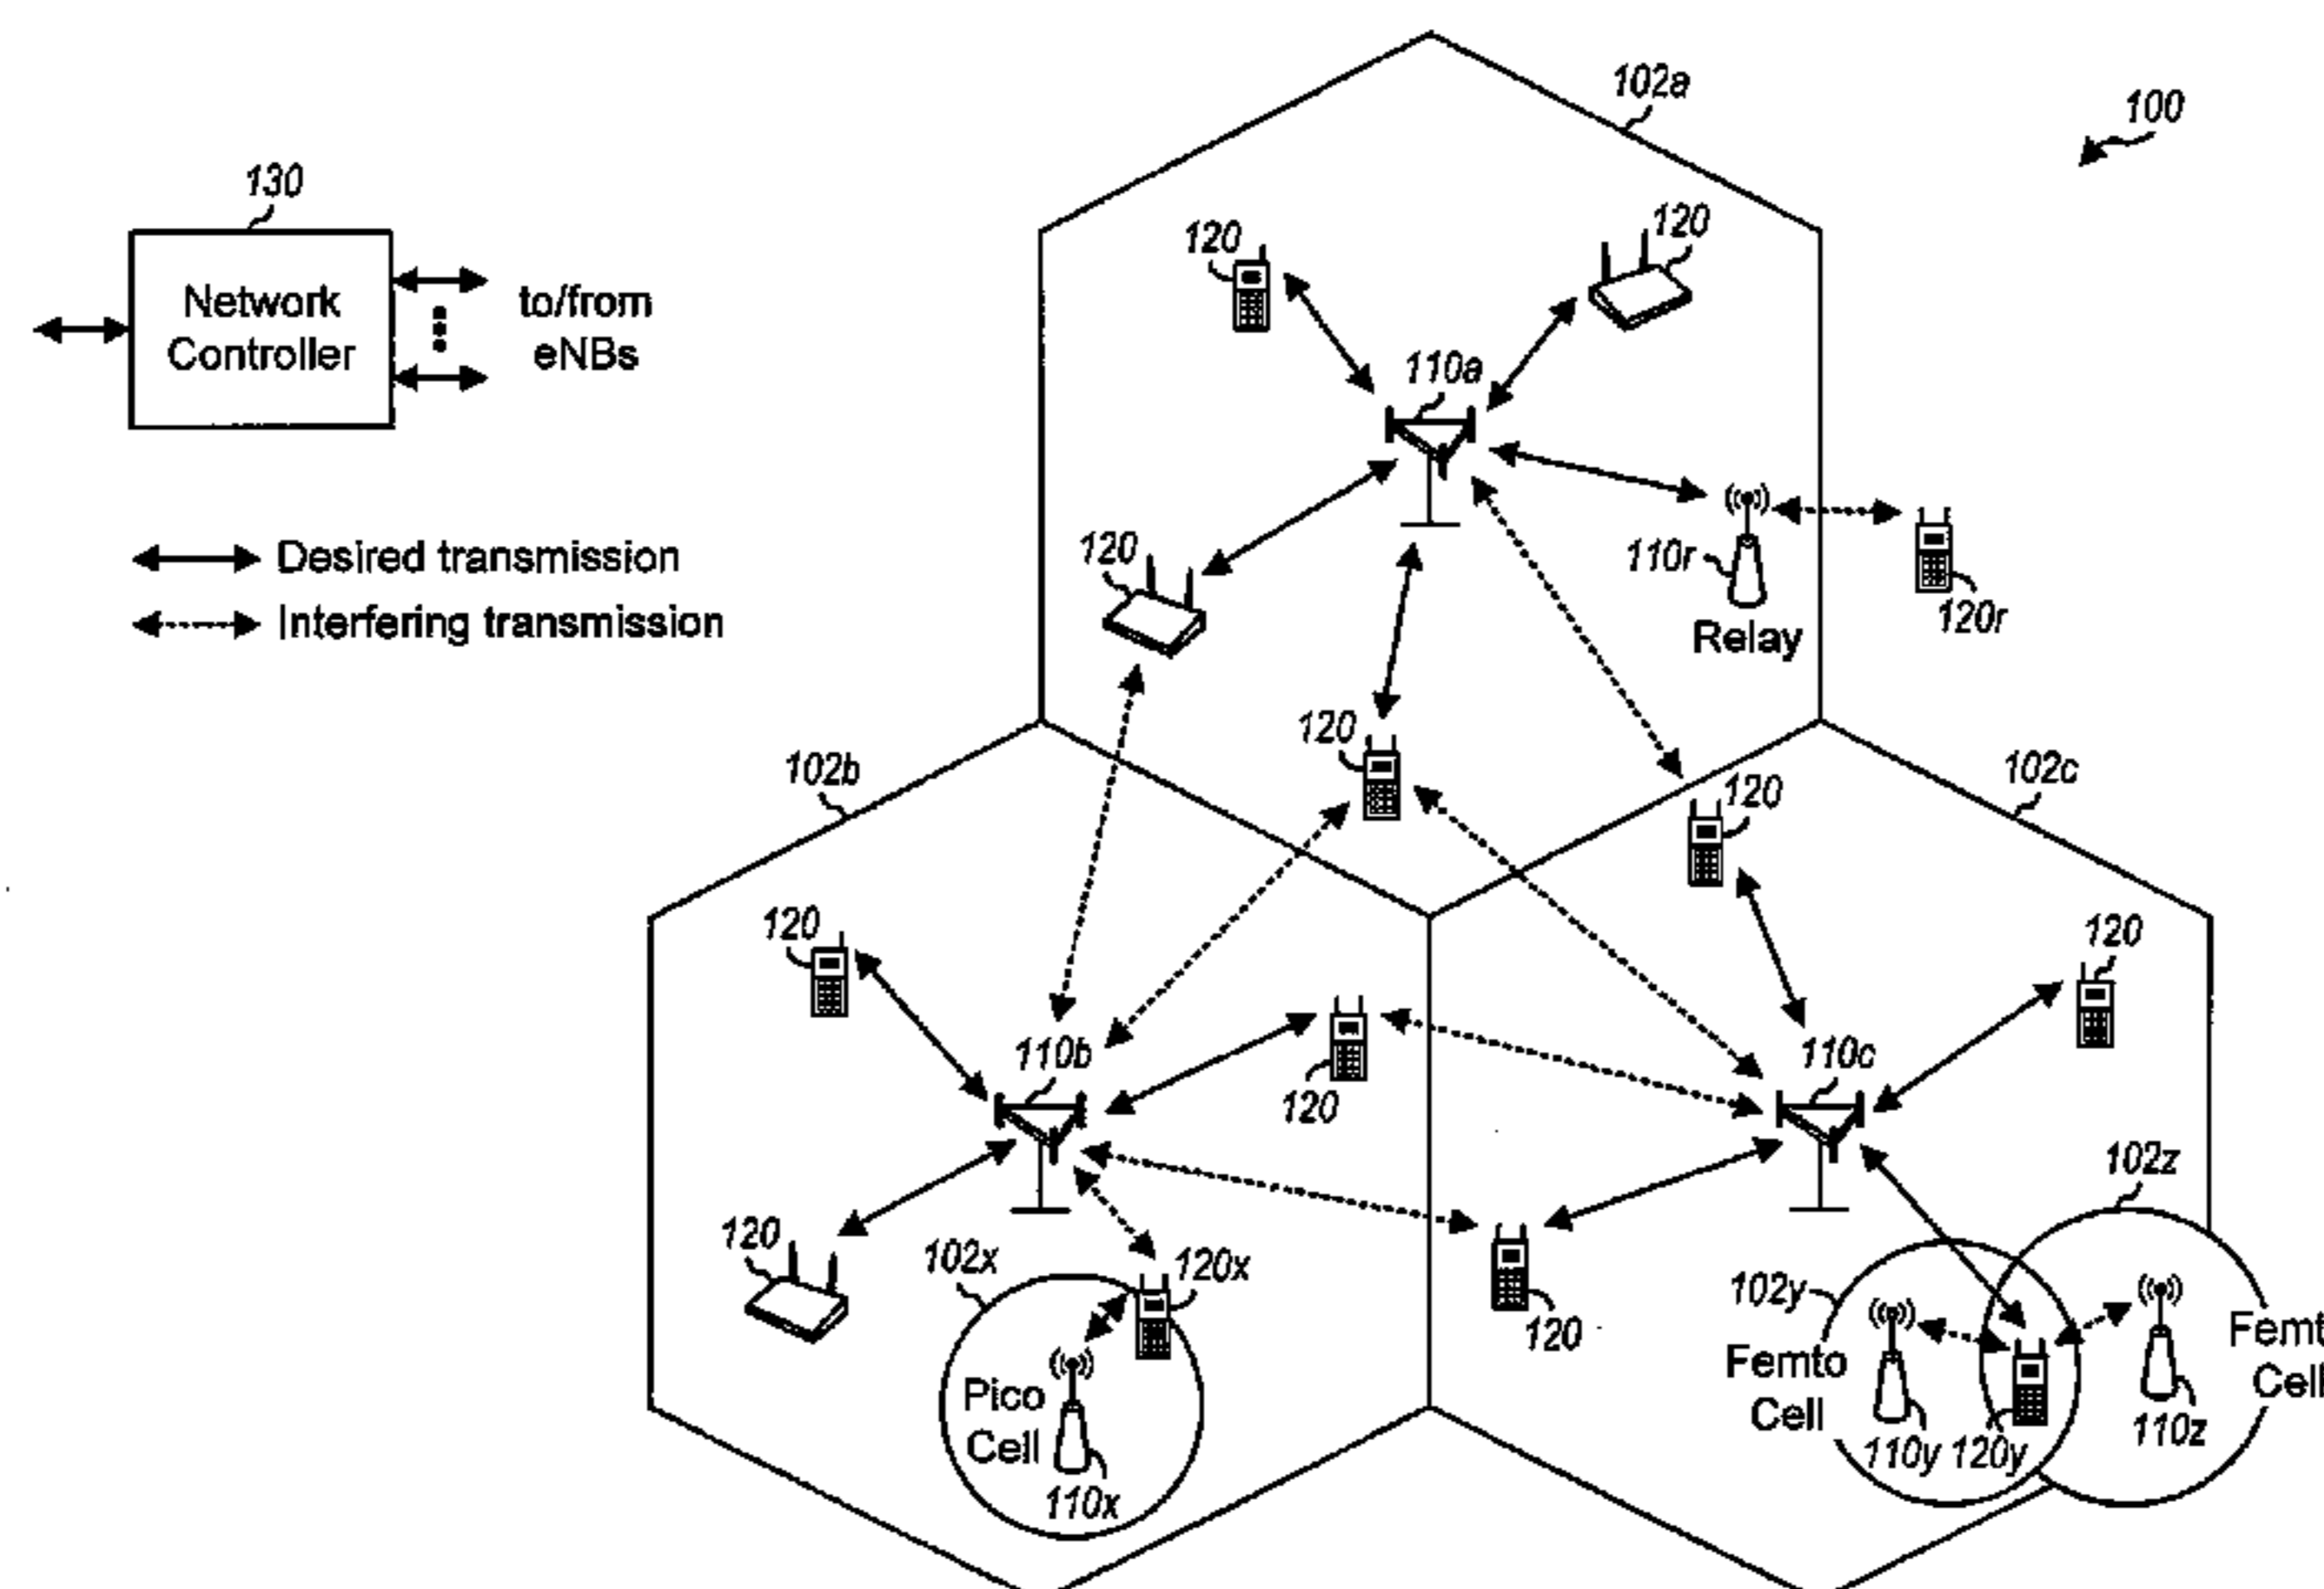 102a
100
130
120
120
Network
Controller
to/from
eNBs
110a
Desired transmission
Interfering transmission
120
110r
120r
Relay
120
102b
120
102c
120
120
110b
120
110c
102z
120
102x
120x
102y
120
Femto
Cell
Femt
Cell
Pico
Cell
110x
110y
120y
110z